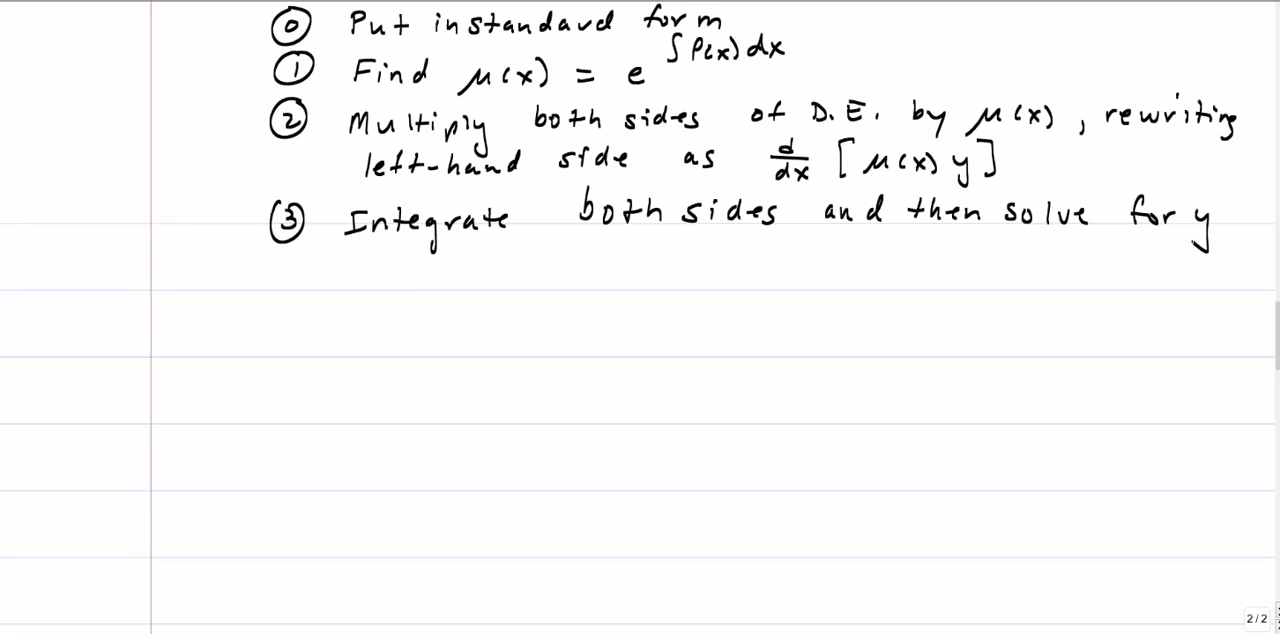 ⓪ Put in standard form
① Find μ(x) = e^∫P(x)dx
② Multiply both sides of D.E. by μ(x), rewriting
left-hand side as d/dx [μ(x) y]
③ Integrate both sides and then solve for y
2/2